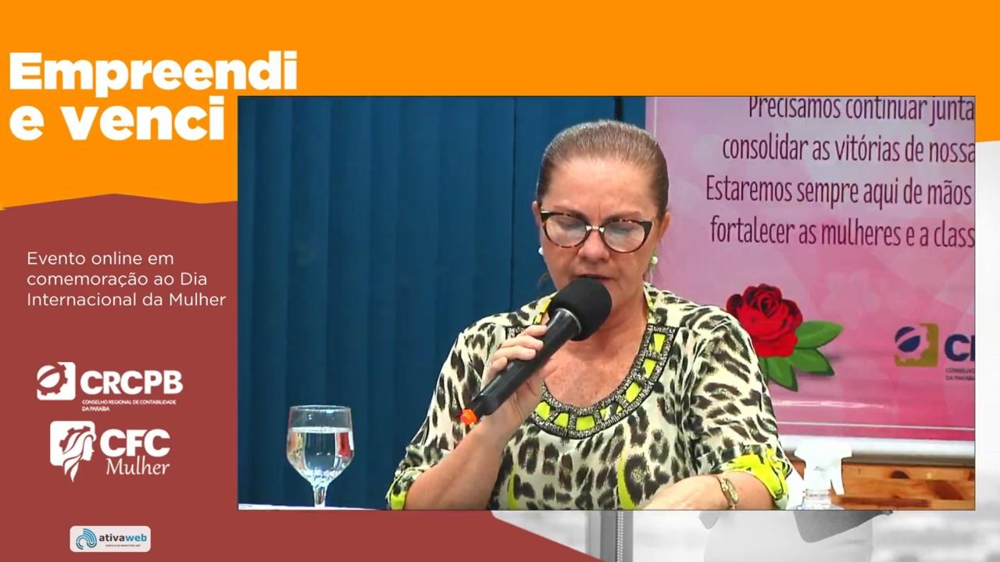 Empreendi
e venci
Evento online em
comemoração ao Dia
Internacional da Mulher
CRCPB
CONSELHO REGIONAL DE CONTABILIDADE
DA PARAÍBA
CFC
Mulher
ativaweb
Precisamos continuar junta
consolidar as vitórias de nossa
Estaremos sempre aqui de mãos
fortalecer as mulheres e a class
CONSELHO
DA PARAÍB